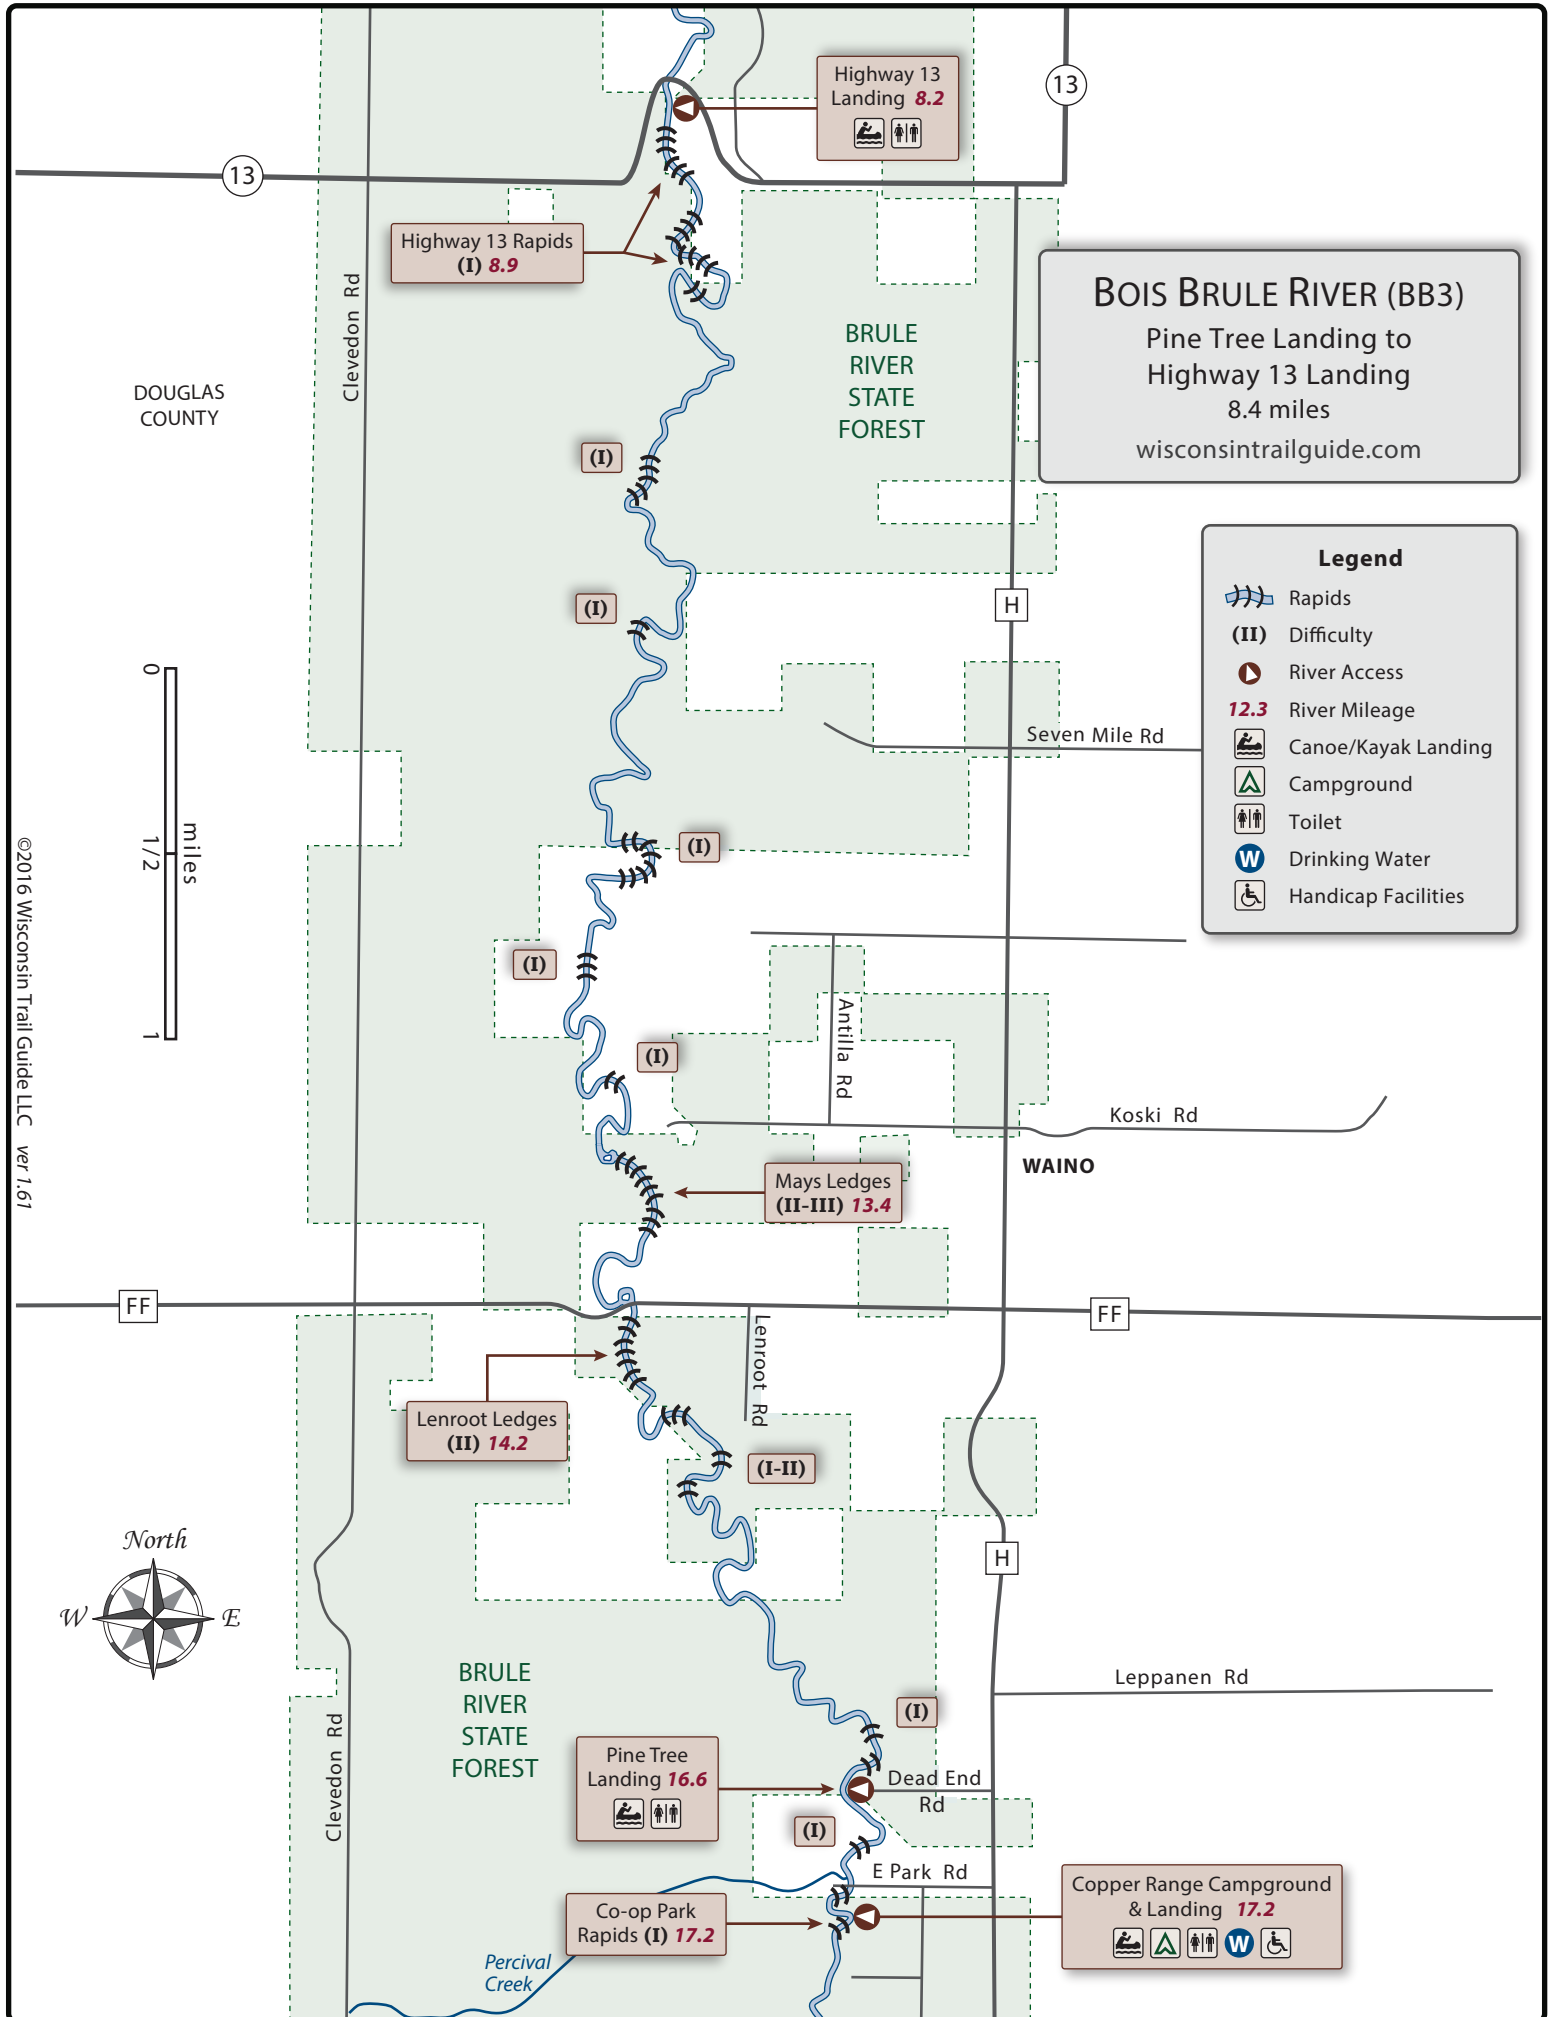 Highway 13
Landing 8.2
13
13
Highway 13 Rapids
(I) 8.9
Clevedon Rd
BOIS BRULE RIVER (BB3)
Pine Tree Landing to
Highway 13 Landing
8.4 miles
wisconsintrailguide.com
BRULE
RIVER
STATE
FOREST
DOUGLAS
COUNTY
(I)
Legend
Rapids
(II) Difficulty
River Access
12.3 River Mileage
Canoe/Kayak Landing
Campground
Toilet
W Drinking Water
Handicap Facilities
(I)
H
0
1/2
1
miles
Seven Mile Rd
(I)
©2016 Wisconsin Trail Guide LLC ver 1.61
(I)
Antilla Rd
(I)
Koski Rd
WAINO
Mays Ledges
(II-III) 13.4
FF
FF
Lenroot Rd
Lenroot Ledges
(II) 14.2
(I-II)
North
W
E
H
BRULE
RIVER
STATE
FOREST
Leppanen Rd
(I)
Clevedon Rd
Pine Tree
Landing 16.6
Dead End
Rd
(I)
E Park Rd
Copper Range Campground
& Landing 17.2
W
Co-op Park
Rapids (I) 17.2
Percival
Creek